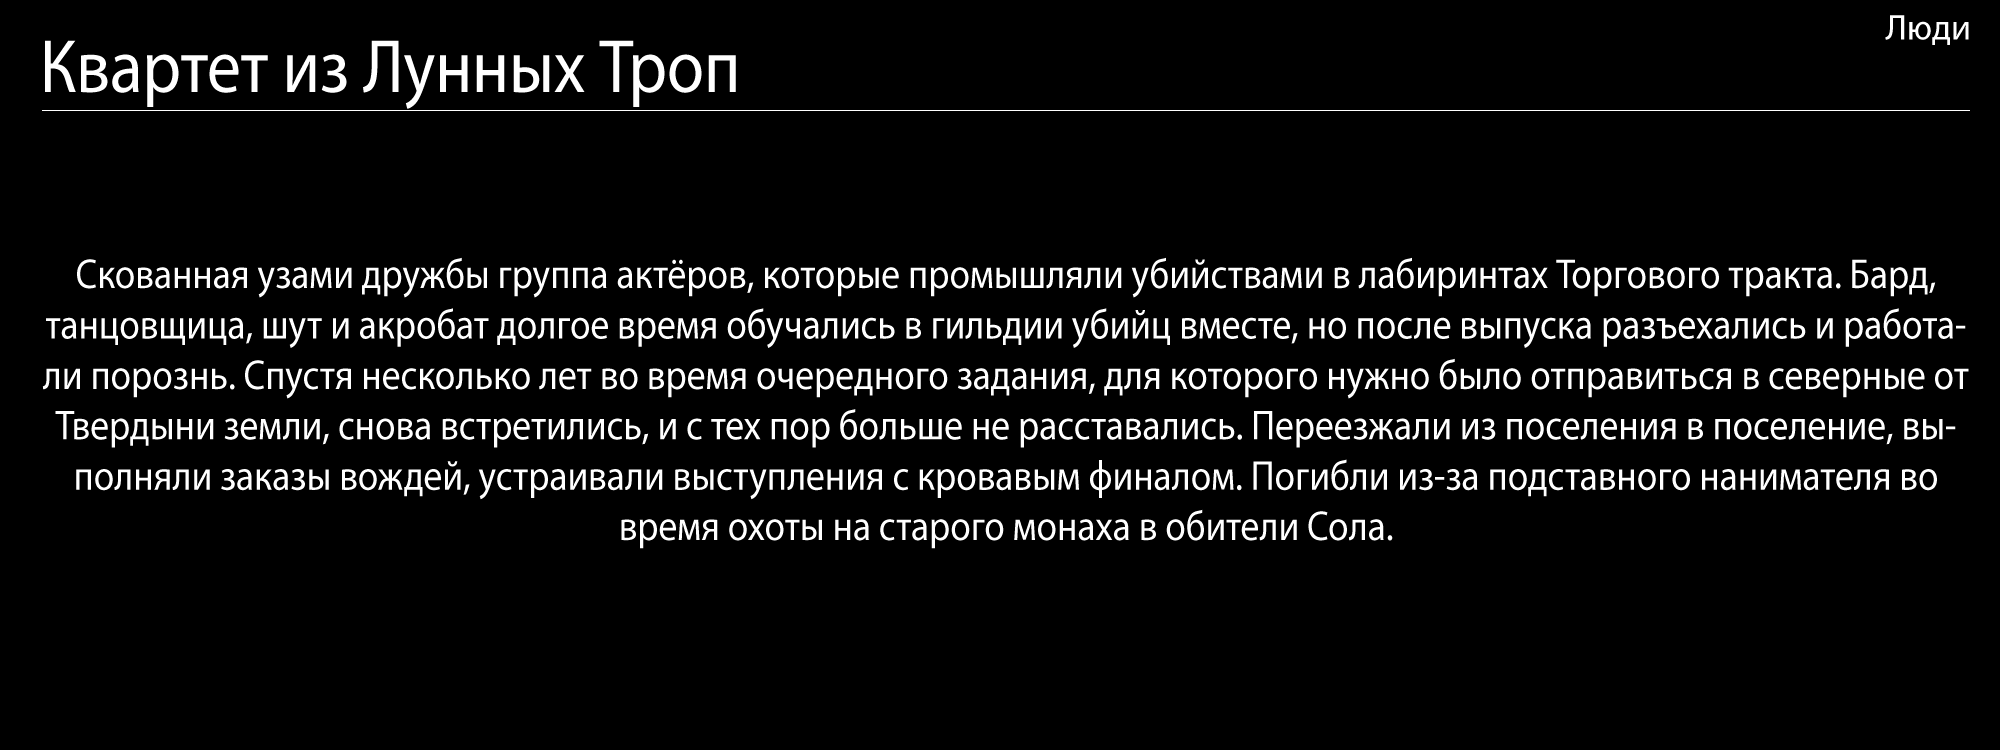 Люди
Квартет из Лунных Троп
Скованная узами дружбы группа актёров, которые промышляли убийствами в лабиринтах Торгового тракта. Бард,
танцовщица, шут и акробат долгое время обучались в гильдии убийц вместе, но после выпуска разъехались и работа-
ли порознь. Спустя несколько лет во время очередного задания, для которого нужно было отправиться в северные от
Твердыни земли, снова встретились, и с тех пор больше не расставались. Переезжали из поселения в поселение, вы-
полняли заказы вождей, устраивали выступления с кровавым финалом. Погибли из-за подставного нанимателя во
время охоты на старого монаха в обители Сола.